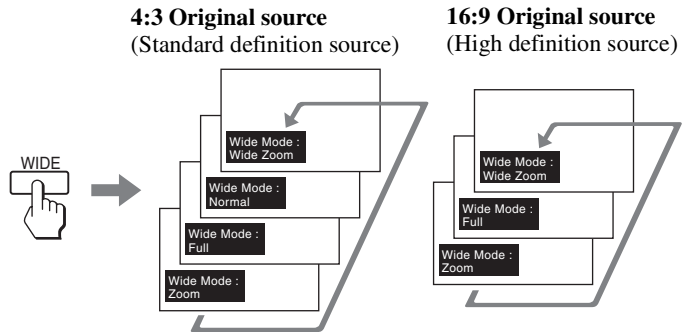 4:3 Original source
(Standard definition source)
16:9 Original source
(High definition source)
WIDE
Wide Mode :
Wide Zoom
Wide Mode :
Normal
Wide Mode :
Full
Wide Mode :
Zoom
Wide Mode :
Wide Zoom
Wide Mode :
Full
Wide Mode :
Zoom